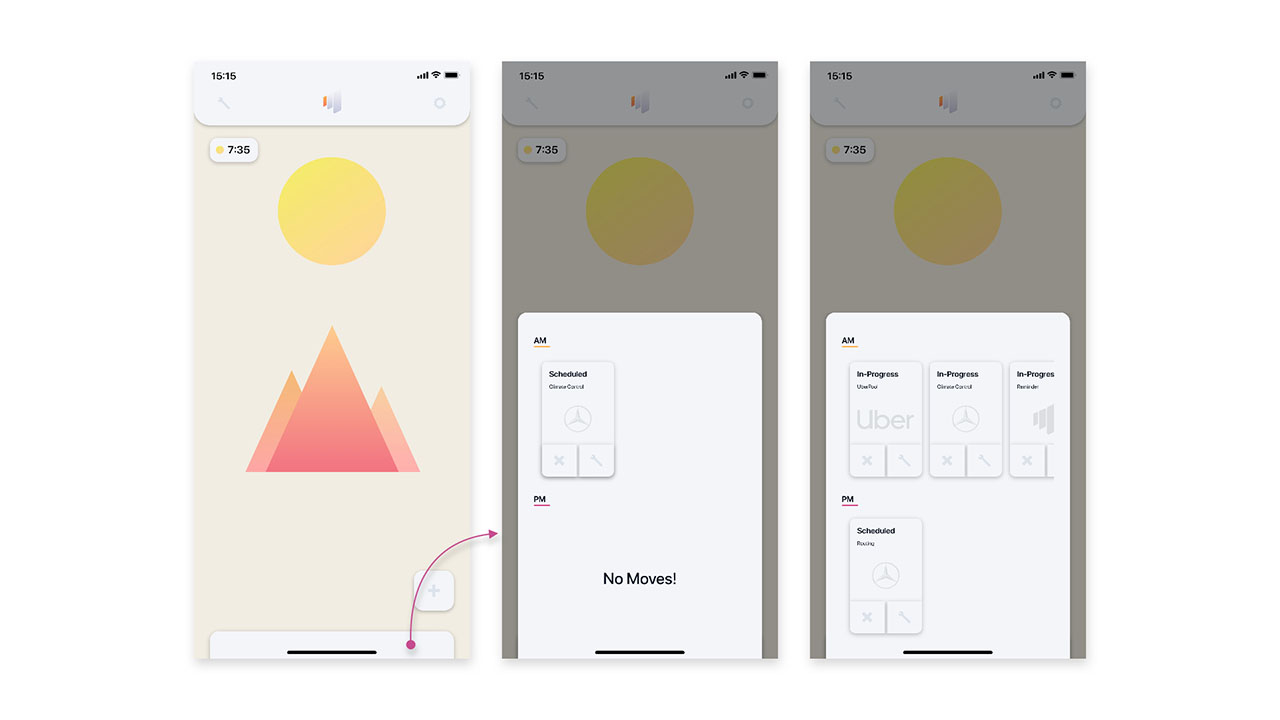 15:15
7:35
15:15
7:35
AM
Scheduled
Climate Control
PM
No Moves!
15:15
7:35
AM
In-Progress
UberPool
Uber
In-Progress
Climate Control
In-Progres
Reminder
PM
Scheduled
Routing